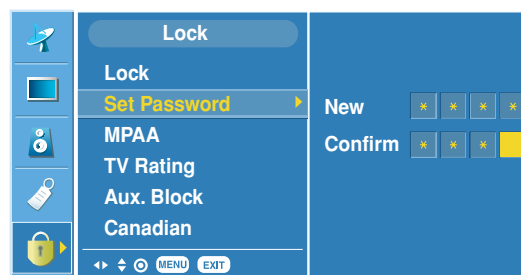 Lock
Lock
Set Password
New * * * *
MPAA
Confirm * * *
TV Rating
Aux. Block
Canadian
MENU EXIT